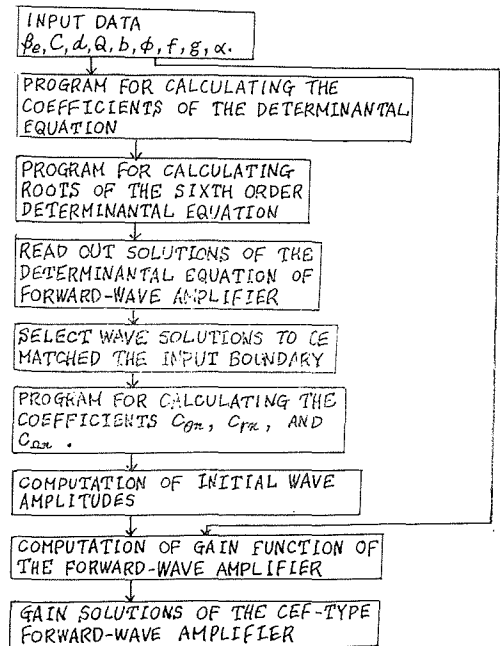 INPUT DATA
βe, C, d, Q, b, ϕ, f, g, α.
PROGRAM FOR CALCULATING THE
COEFFICIENTS OF THE DETERMINANTAL
EQUATION
PROGRAM FOR CALCULATING
ROOTS OF THE SIXTH ORDER
DETERMINANTAL EQUATION
READ OUT SOLUTIONS OF THE
DETERMINANTAL EQUATION OF
FORWARD-WAVE AMPLIFIER
SELECT WAVE SOLUTIONS TO BE
MATCHED THE INPUT BOUNDARY
PROGRAM FOR CALCULATING THE
COEFFICIENTS Cθn, Crn, AND
CΩn.
COMPUTATION OF INITIAL WAVE
AMPLITUDES
COMPUTATION OF GAIN FUNCTION OF
THE FORWARD-WAVE AMPLIFIER
GAIN SOLUTIONS OF THE CEF-TYPE
FORWARD-WAVE AMPLIFIER